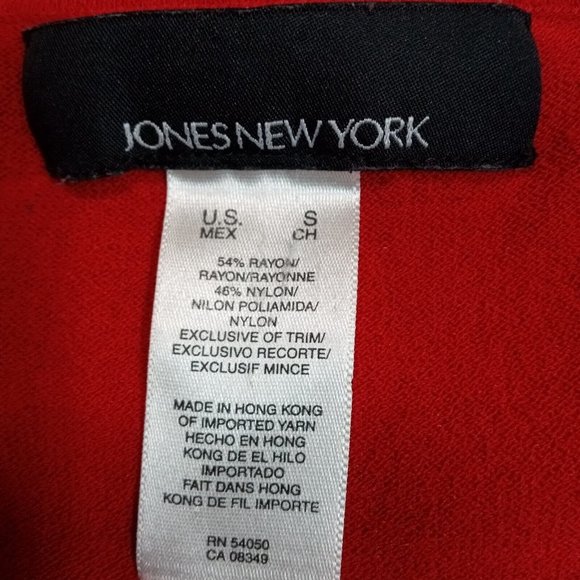 JONES NEW YORK
U.S. S
MEX CH
54% RAYON/
RAYON/RAYONNE
46% NYLON/
NILON POLIAMIDA/
NYLON
EXCLUSIVE OF TRIM/
EXCLUSIVO RECORTE/
EXCLUSIF MINCE
MADE IN HONG KONG
OF IMPORTED YARN
HECHO EN HONG
KONG DE EL HILO
IMPORTADO
FAIT DANS HONG
KONG DE FIL IMPORTE
RN 54050
CA 08349